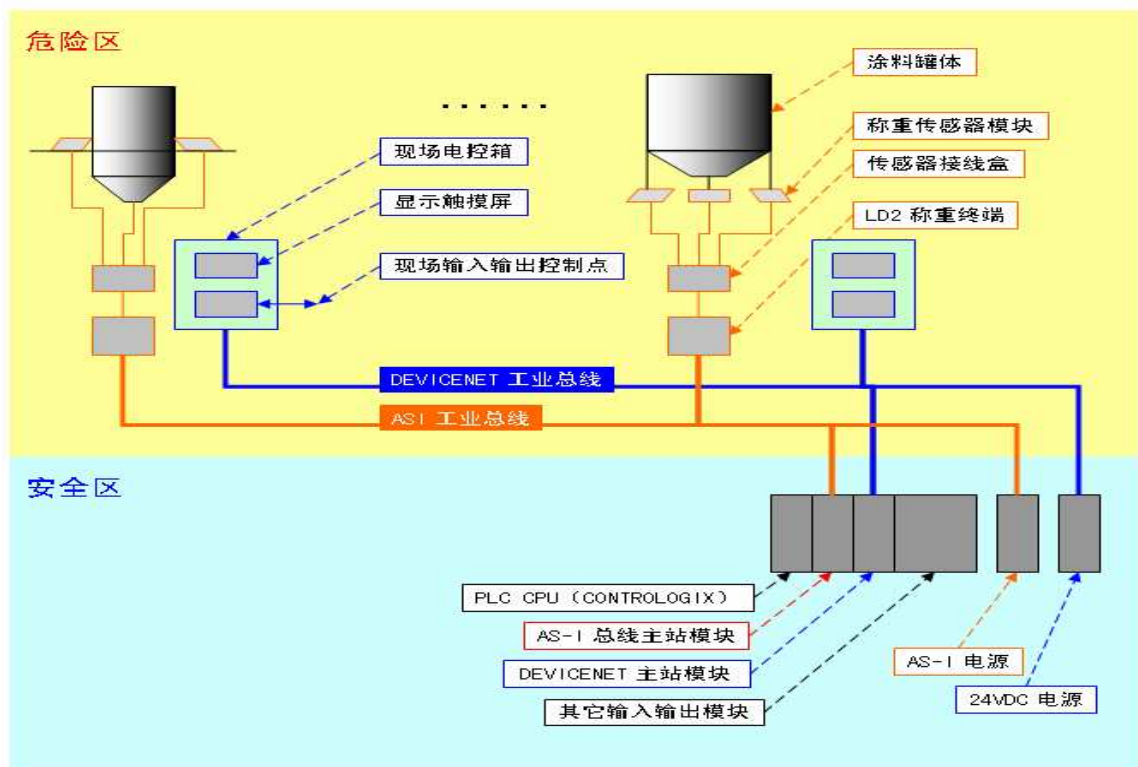 危险区
涂料罐体
······
称重传感器模块
现场电控箱
传感器接线盒
显示触摸屏
LD2 称重终端
现场输入输出控制点
DEVICENET 工业总线
ASI 工业总线
安全区
PLC CPU（CONTROLOGIX）
AS-I 总线主站模块
AS-I 电源
DEVICENET 主站模块
24VDC 电源
其它输入输出模块